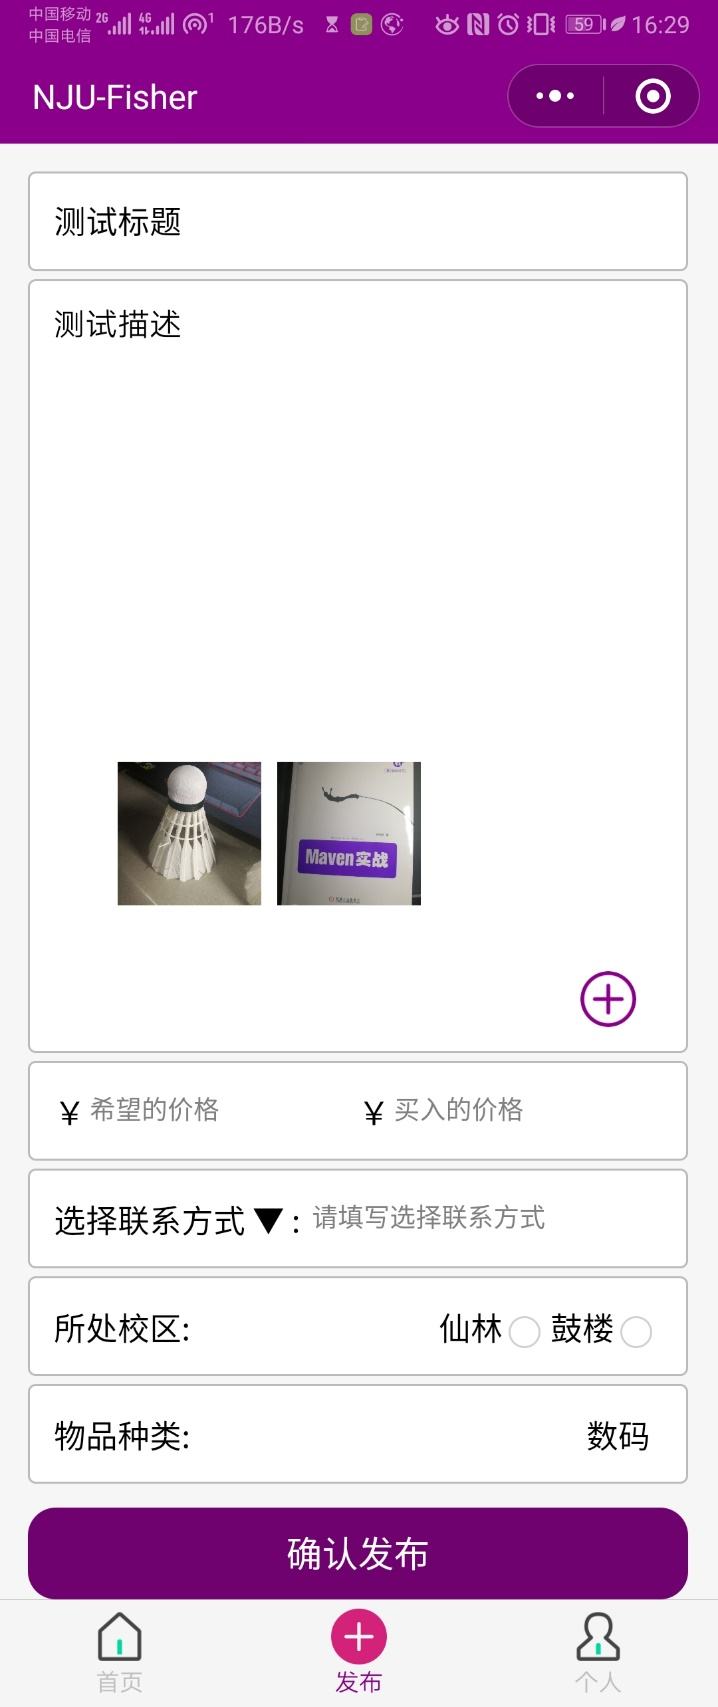 中国移动 2G 4G 1 176B/s 59 16:29
中国电信
NJU-Fisher
测试标题
测试描述
Maven实战
¥ 希望的价格 ¥ 买入的价格
选择联系方式▼: 请填写选择联系方式
所处校区: 仙林 鼓楼
物品种类: 数码
确认发布
首页 发布 个人